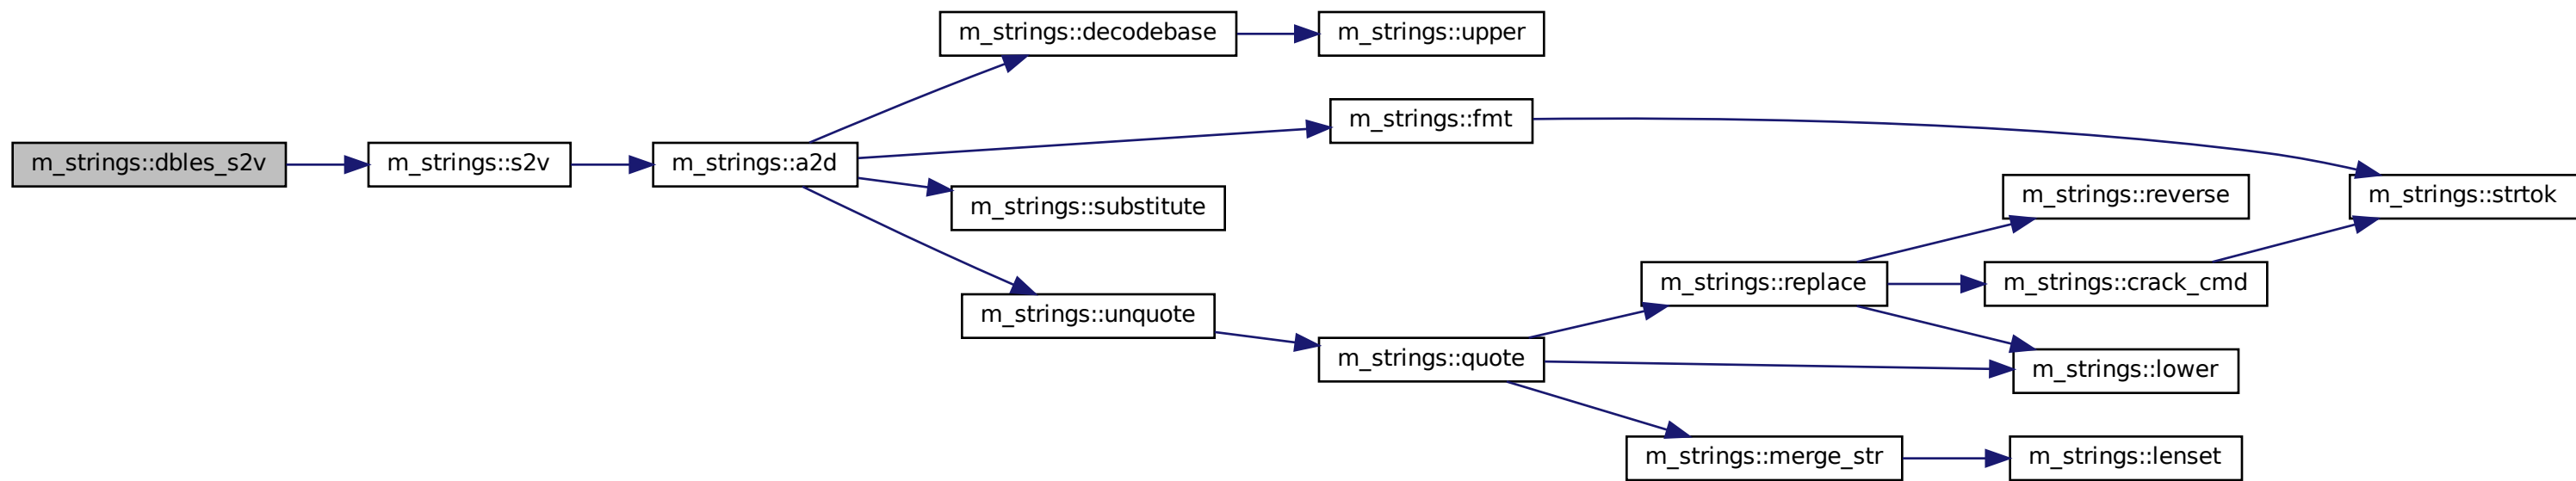 m_strings::dbles_s2v
m_strings::s2v
m_strings::a2d
m_strings::decodebase
m_strings::upper
m_strings::fmt
m_strings::substitute
m_strings::unquote
m_strings::quote
m_strings::replace
m_strings::merge_str
m_strings::reverse
m_strings::crack_cmd
m_strings::lower
m_strings::lenset
m_strings::strtok